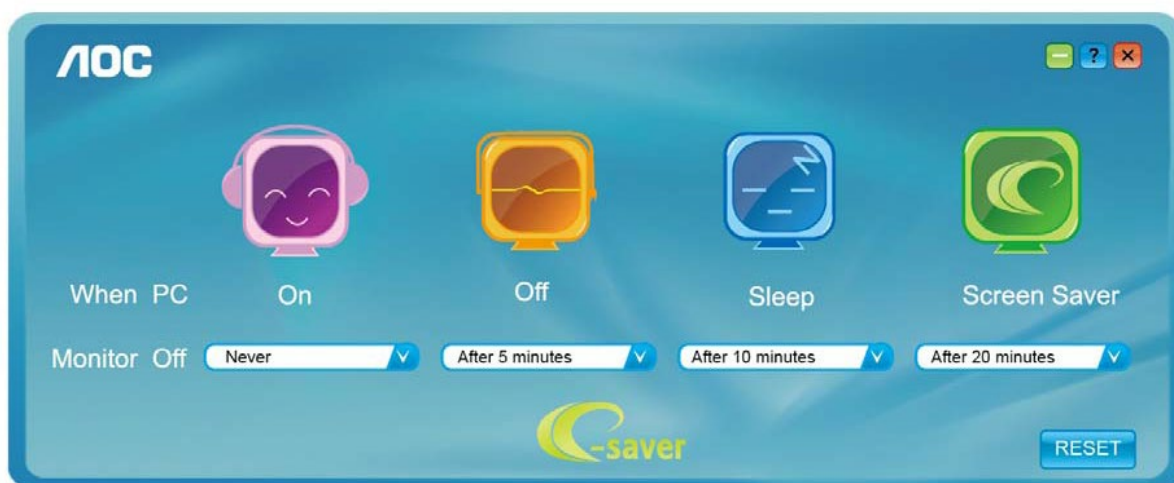 AOC
?
When PC On Off Sleep Screen Saver
Monitor Off Never After 5 minutes After 10 minutes After 20 minutes
e-saver
RESET